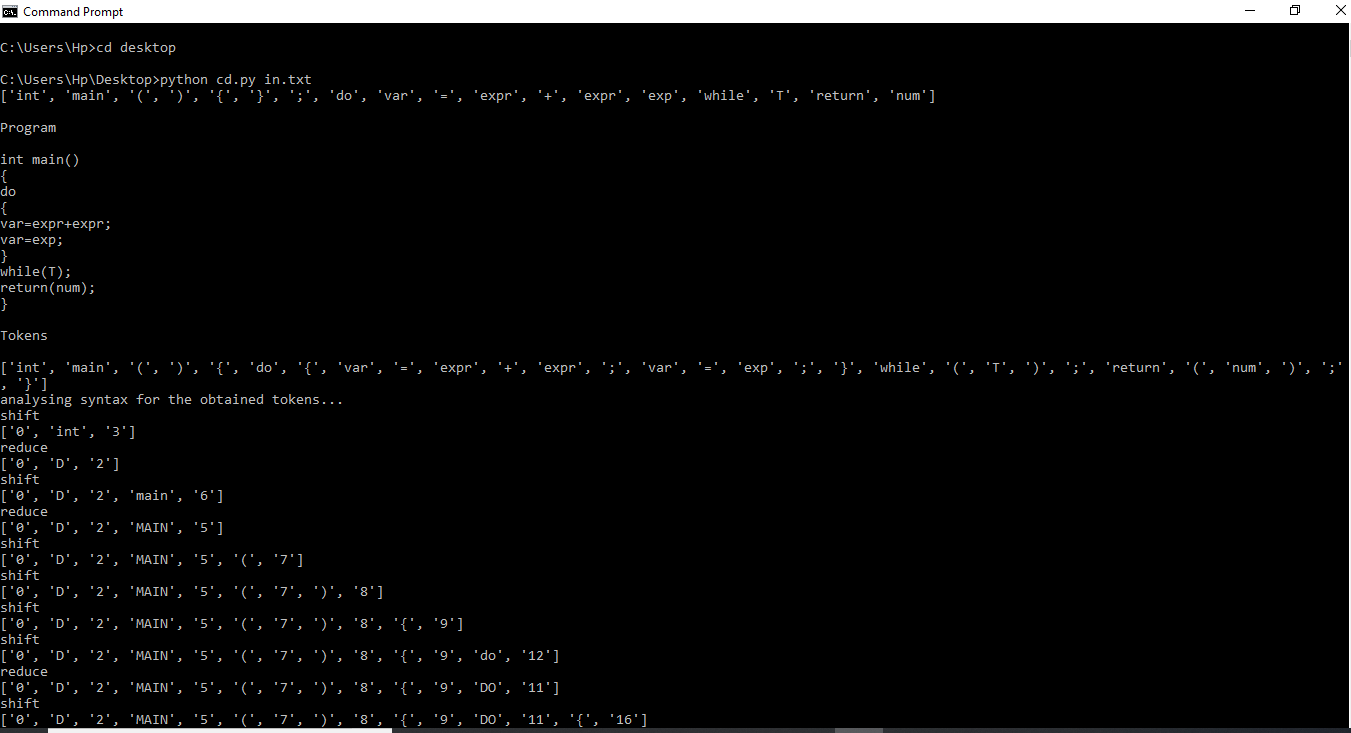 Command Prompt
C:\Users\Hp>cd desktop
C:\Users\Hp\Desktop>python cd.py in.txt
['int', 'main', '(', ')', '{', '}', ';', 'do', 'var', '=', 'expr', '+', 'expr', 'exp', 'while', 'T', 'return', 'num']
Program
int main()
{
do
{
var=expr+expr;
var=exp;
}
while(T);
return(num);
}
Tokens
['int', 'main', '(', ')', '{', 'do', '{', 'var', '=', 'expr', '+', 'expr', ';', 'var', '=', 'exp', ';', '}', 'while', '(', 'T', ')', ';', 'return', '(', 'num', ')', ';'
, '}']
analysing syntax for the obtained tokens...
shift
['0', 'int', '3']
reduce
['0', 'D', '2']
shift
['0', 'D', '2', 'main', '6']
reduce
['0', 'D', '2', 'MAIN', '5']
shift
['0', 'D', '2', 'MAIN', '5', '(', '7']
shift
['0', 'D', '2', 'MAIN', '5', '(', '7', ')', '8']
shift
['0', 'D', '2', 'MAIN', '5', '(', '7', ')', '8', '{', '9']
shift
['0', 'D', '2', 'MAIN', '5', '(', '7', ')', '8', '{', '9', 'do', '12']
reduce
['0', 'D', '2', 'MAIN', '5', '(', '7', ')', '8', '{', '9', 'DO', '11']
shift
['0', 'D', '2', 'MAIN', '5', '(', '7', ')', '8', '{', '9', 'DO', '11', '{', '16']